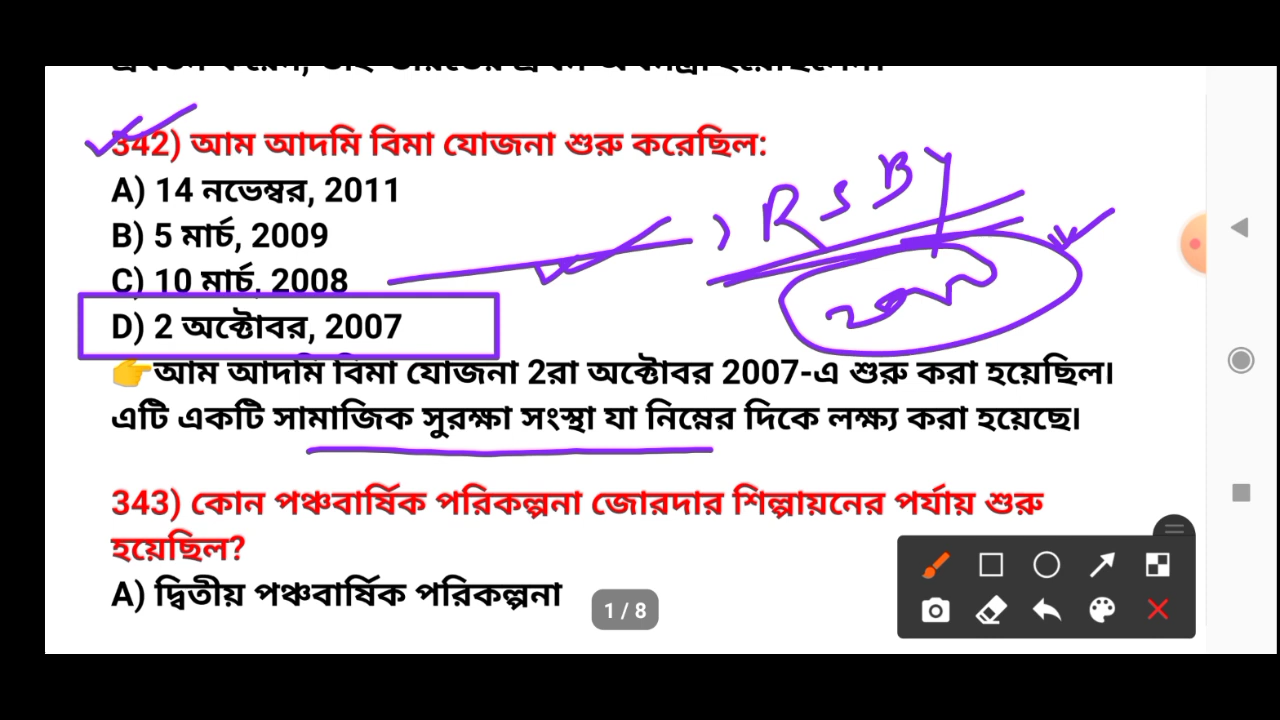 342) আম আদমি বিমা যোজনা শুরু করেছিল:
A) 14 নভেম্বর, 2011
B) 5 মার্চ, 2009
C) 10 মার্চ, 2008
D) 2 অক্টোবর, 2007
👉আম আদমি বিমা যোজনা 2রা অক্টোবর 2007-এ শুরু করা হয়েছিল।
এটি একটি সামাজিক সুরক্ষা সংস্থা যা নিম্নের দিকে লক্ষ্য করা হয়েছে।
RSBY
343) কোন পঞ্চবার্ষিক পরিকল্পনা জোরদার শিল্পায়নের পর্যায় শুরু
হয়েছিল?
A) দ্বিতীয় পঞ্চবার্ষিক পরিকল্পনা
1 / 8